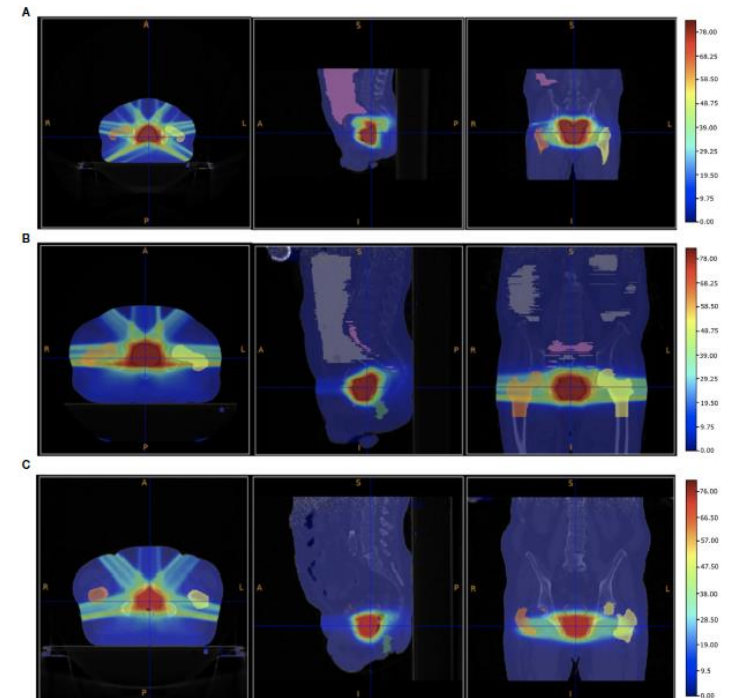 A
A
S
S
R
L
A
P
R
L
P
I
I
78.00
68.25
58.50
48.75
39.00
29.25
19.50
9.75
0.00
B
A
S
S
R
L
A
P
R
L
P
I
I
78.00
68.25
58.50
48.75
39.00
29.25
19.50
9.75
0.00
C
A
S
S
R
L
A
P
R
L
P
I
I
76.00
66.50
57.00
47.50
38.00
28.50
19.00
9.5
0.00